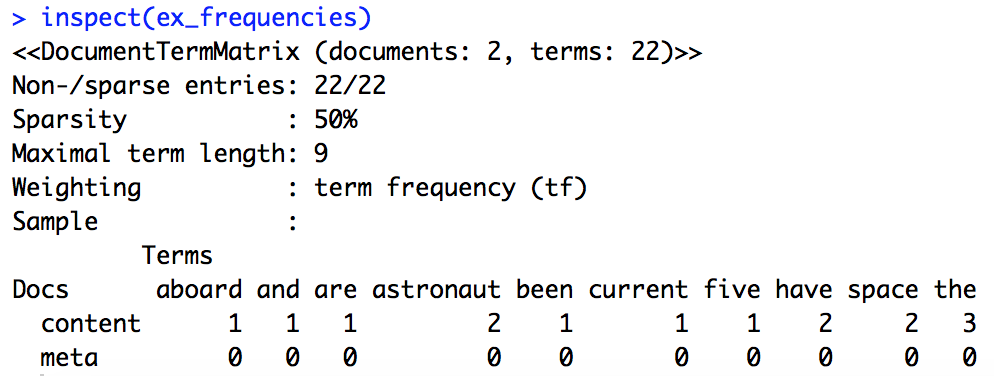 > inspect(ex_frequencies)
<<DocumentTermMatrix (documents: 2, terms: 22)>>
Non-/sparse entries: 22/22
Sparsity           : 50%
Maximal term length: 9
Weighting          : term frequency (tf)
Sample             :
         Terms
Docs      aboard and are astronaut been current five have space the
  content      1   1   1         2    1       1    1    2     2   3
  meta         0   0   0         0    0       0    0    0     0   0